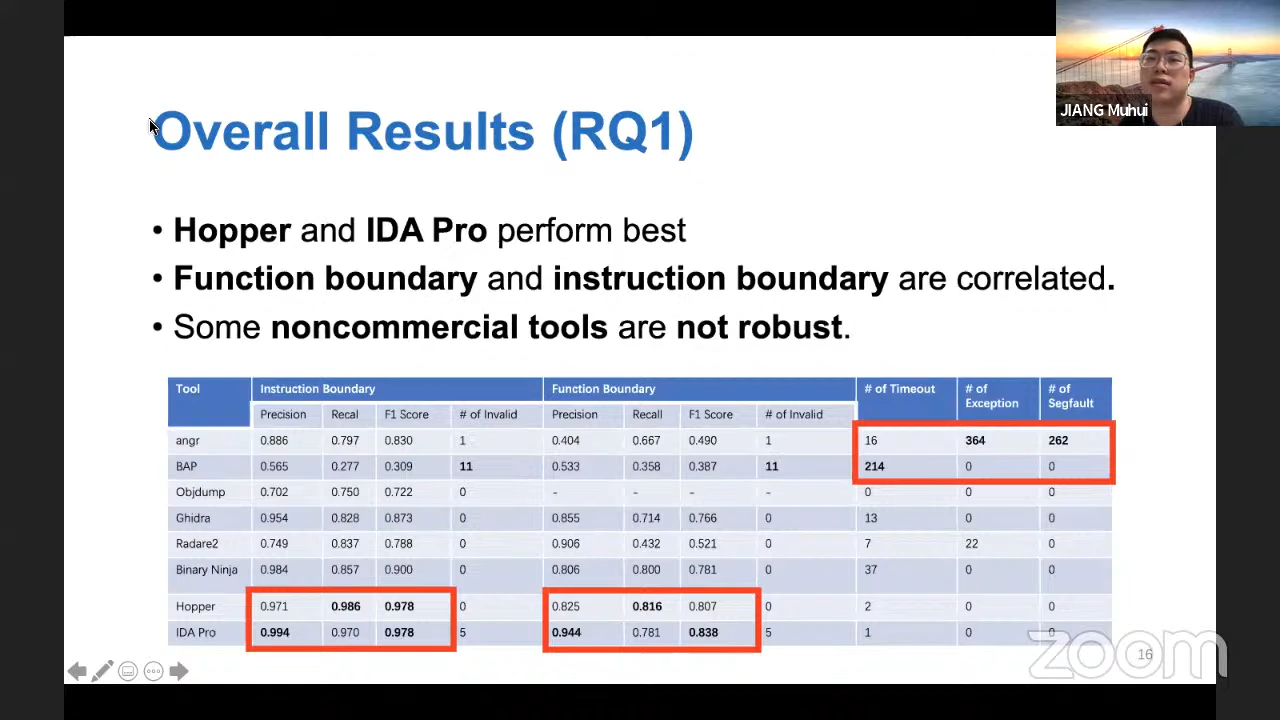 JIANG Muhui
Overall Results (RQ1)
• Hopper and IDA Pro perform best
• Function boundary and instruction boundary are correlated.
• Some noncommercial tools are not robust.
Tool Instruction Boundary Function Boundary # of Timeout # of Exception # of Segfault
Precision Recal F1 Score # of Invalid Precision Recall F1 Score # of Invalid
angr 0.886 0.797 0.830 1 0.404 0.667 0.490 1 16 364 262
BAP 0.565 0.277 0.309 11 0.533 0.358 0.387 11 214 0 0
Objdump 0.702 0.750 0.722 0 - - - - 0 0 0
Ghidra 0.954 0.828 0.873 0 0.855 0.714 0.766 0 13 0 0
Radare2 0.749 0.837 0.788 0 0.906 0.432 0.521 0 7 22 0
Binary Ninja 0.984 0.857 0.900 0 0.806 0.800 0.781 0 37 0 0
Hopper 0.971 0.986 0.978 0 0.825 0.816 0.807 0 2 0 0
IDA Pro 0.994 0.970 0.978 5 0.944 0.781 0.838 5 1 0 0
zoom
16